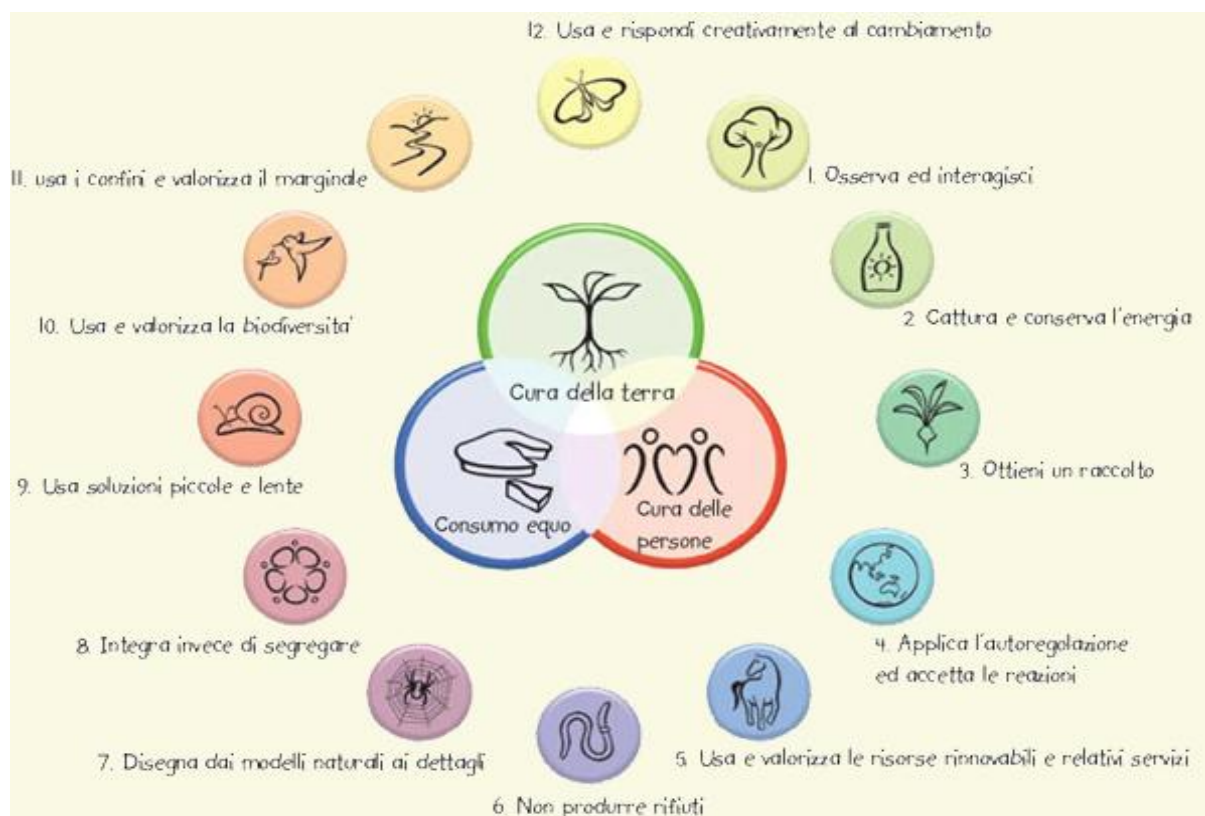 12. Usa e rispondi creativamente al cambiamento
1. Osserva ed interagisci
2. Cattura e conserva l'energia
3. Ottieni un raccolto
4. Applica l'autoregolazione
ed accetta le reazioni
5. Usa e valorizza le risorse rinnovabili e relativi servizi
6. Non produrre rifiuti
7. Disegna dai modelli naturali ai dettagli
8. Integra invece di segregare
9. Usa soluzioni piccole e lente
10. Usa e valorizza la biodiversita'
11. usa i confini e valorizza il marginale
Cura della terra
Consumo equo
Cura delle
persone